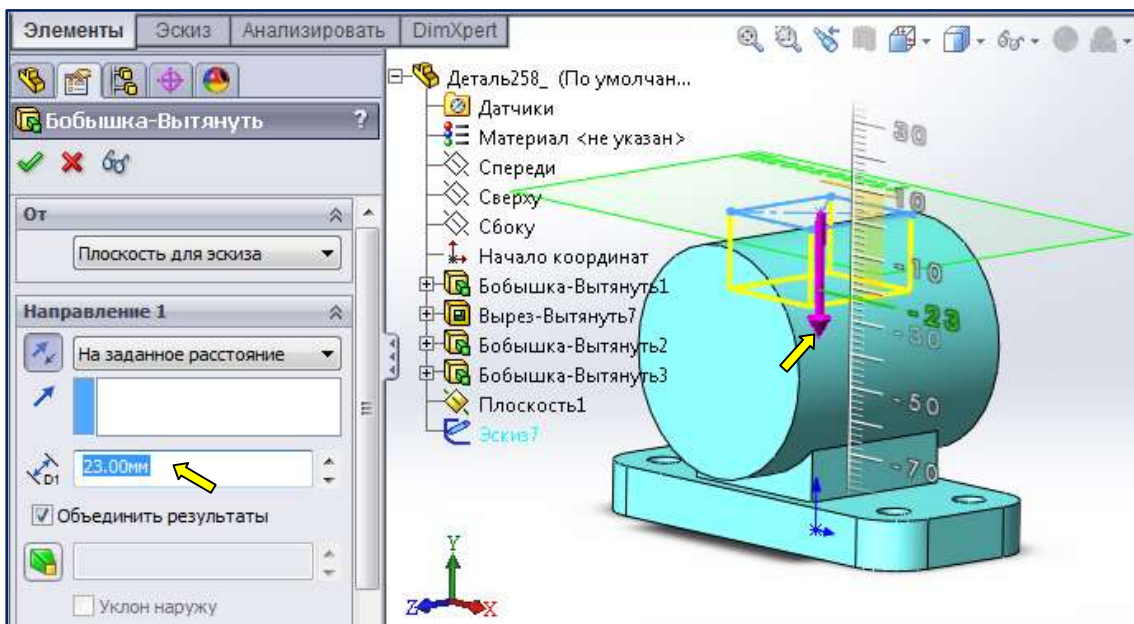 Элементы Эскиз Анализировать DimXpert
Бобышка-Вытянуть ?
От
Плоскость для эскиза
Направление 1
На заданное расстояние
D1 23.00мм
Объединить результаты
Уклон наружу
Деталь258_ (По умолчан...
Датчики
Материал <не указан>
Спереди
Сверху
Сбоку
Начало координат
Бобышка-Вытянуть1
Вырез-Вытянуть7
Бобышка-Вытянуть2
Бобышка-Вытянуть3
Плоскость1
Эскиз7
30
10
-10
-23
-30
-50
-70
Y
Z X